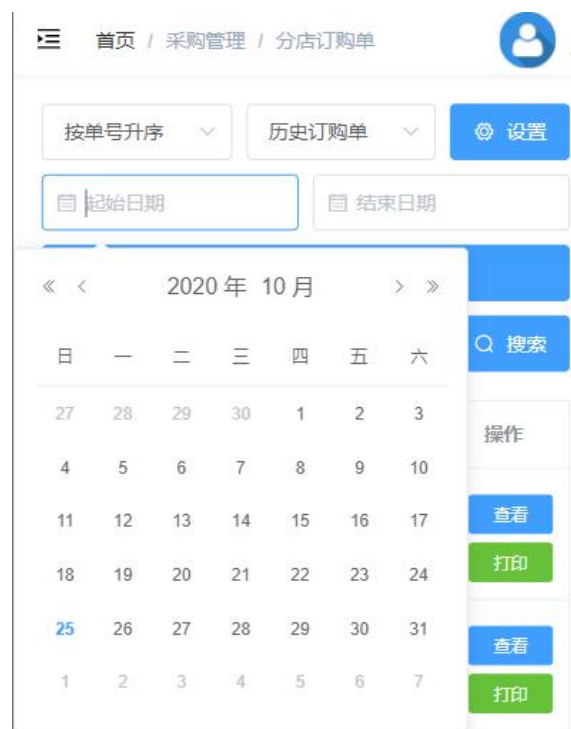 首页 / 采购管理 / 分店订购单
按单号升序 历史订购单 设置
起始日期 结束日期
« < 2020 年 10 月 > »
搜索
日 一 二 三 四 五 六
27 28 29 30 1 2 3
操作
4 5 6 7 8 9 10
11 12 13 14 15 16 17
查看
18 19 20 21 22 23 24
打印
25 26 27 28 29 30 31
查看
1 2 3 4 5 6 7
打印